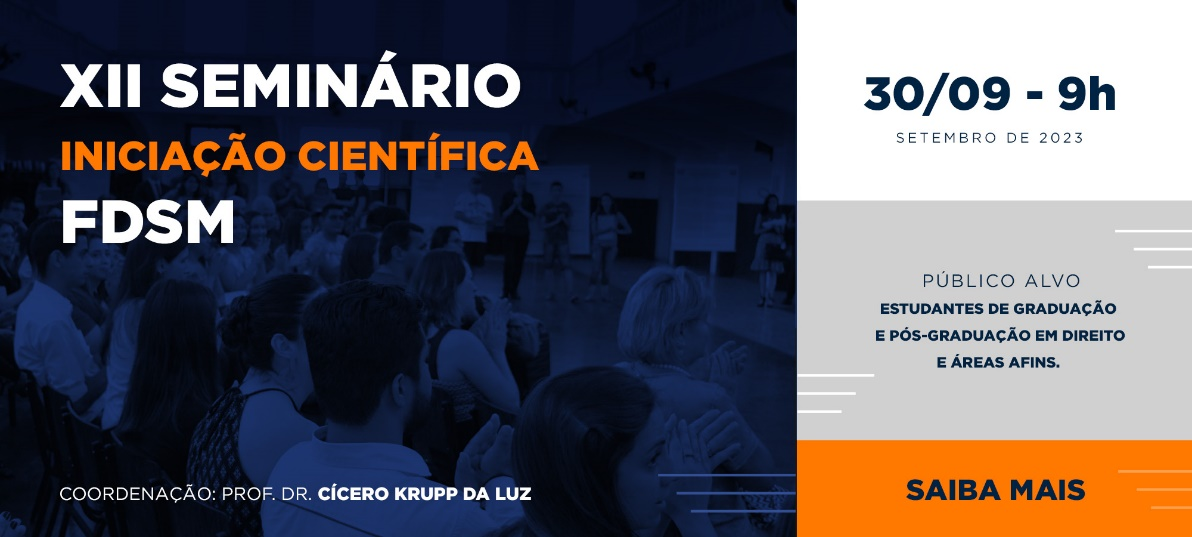 XII SEMINÁRIO
INICIAÇÃO CIENTÍFICA
FDSM
COORDENAÇÃO: PROF. DR. CÍCERO KRUPP DA LUZ
30/09 - 9h
SETEMBRO DE 2023
PÚBLICO ALVO
ESTUDANTES DE GRADUAÇÃO
E PÓS-GRADUAÇÃO EM DIREITO
E ÁREAS AFINS.
SAIBA MAIS